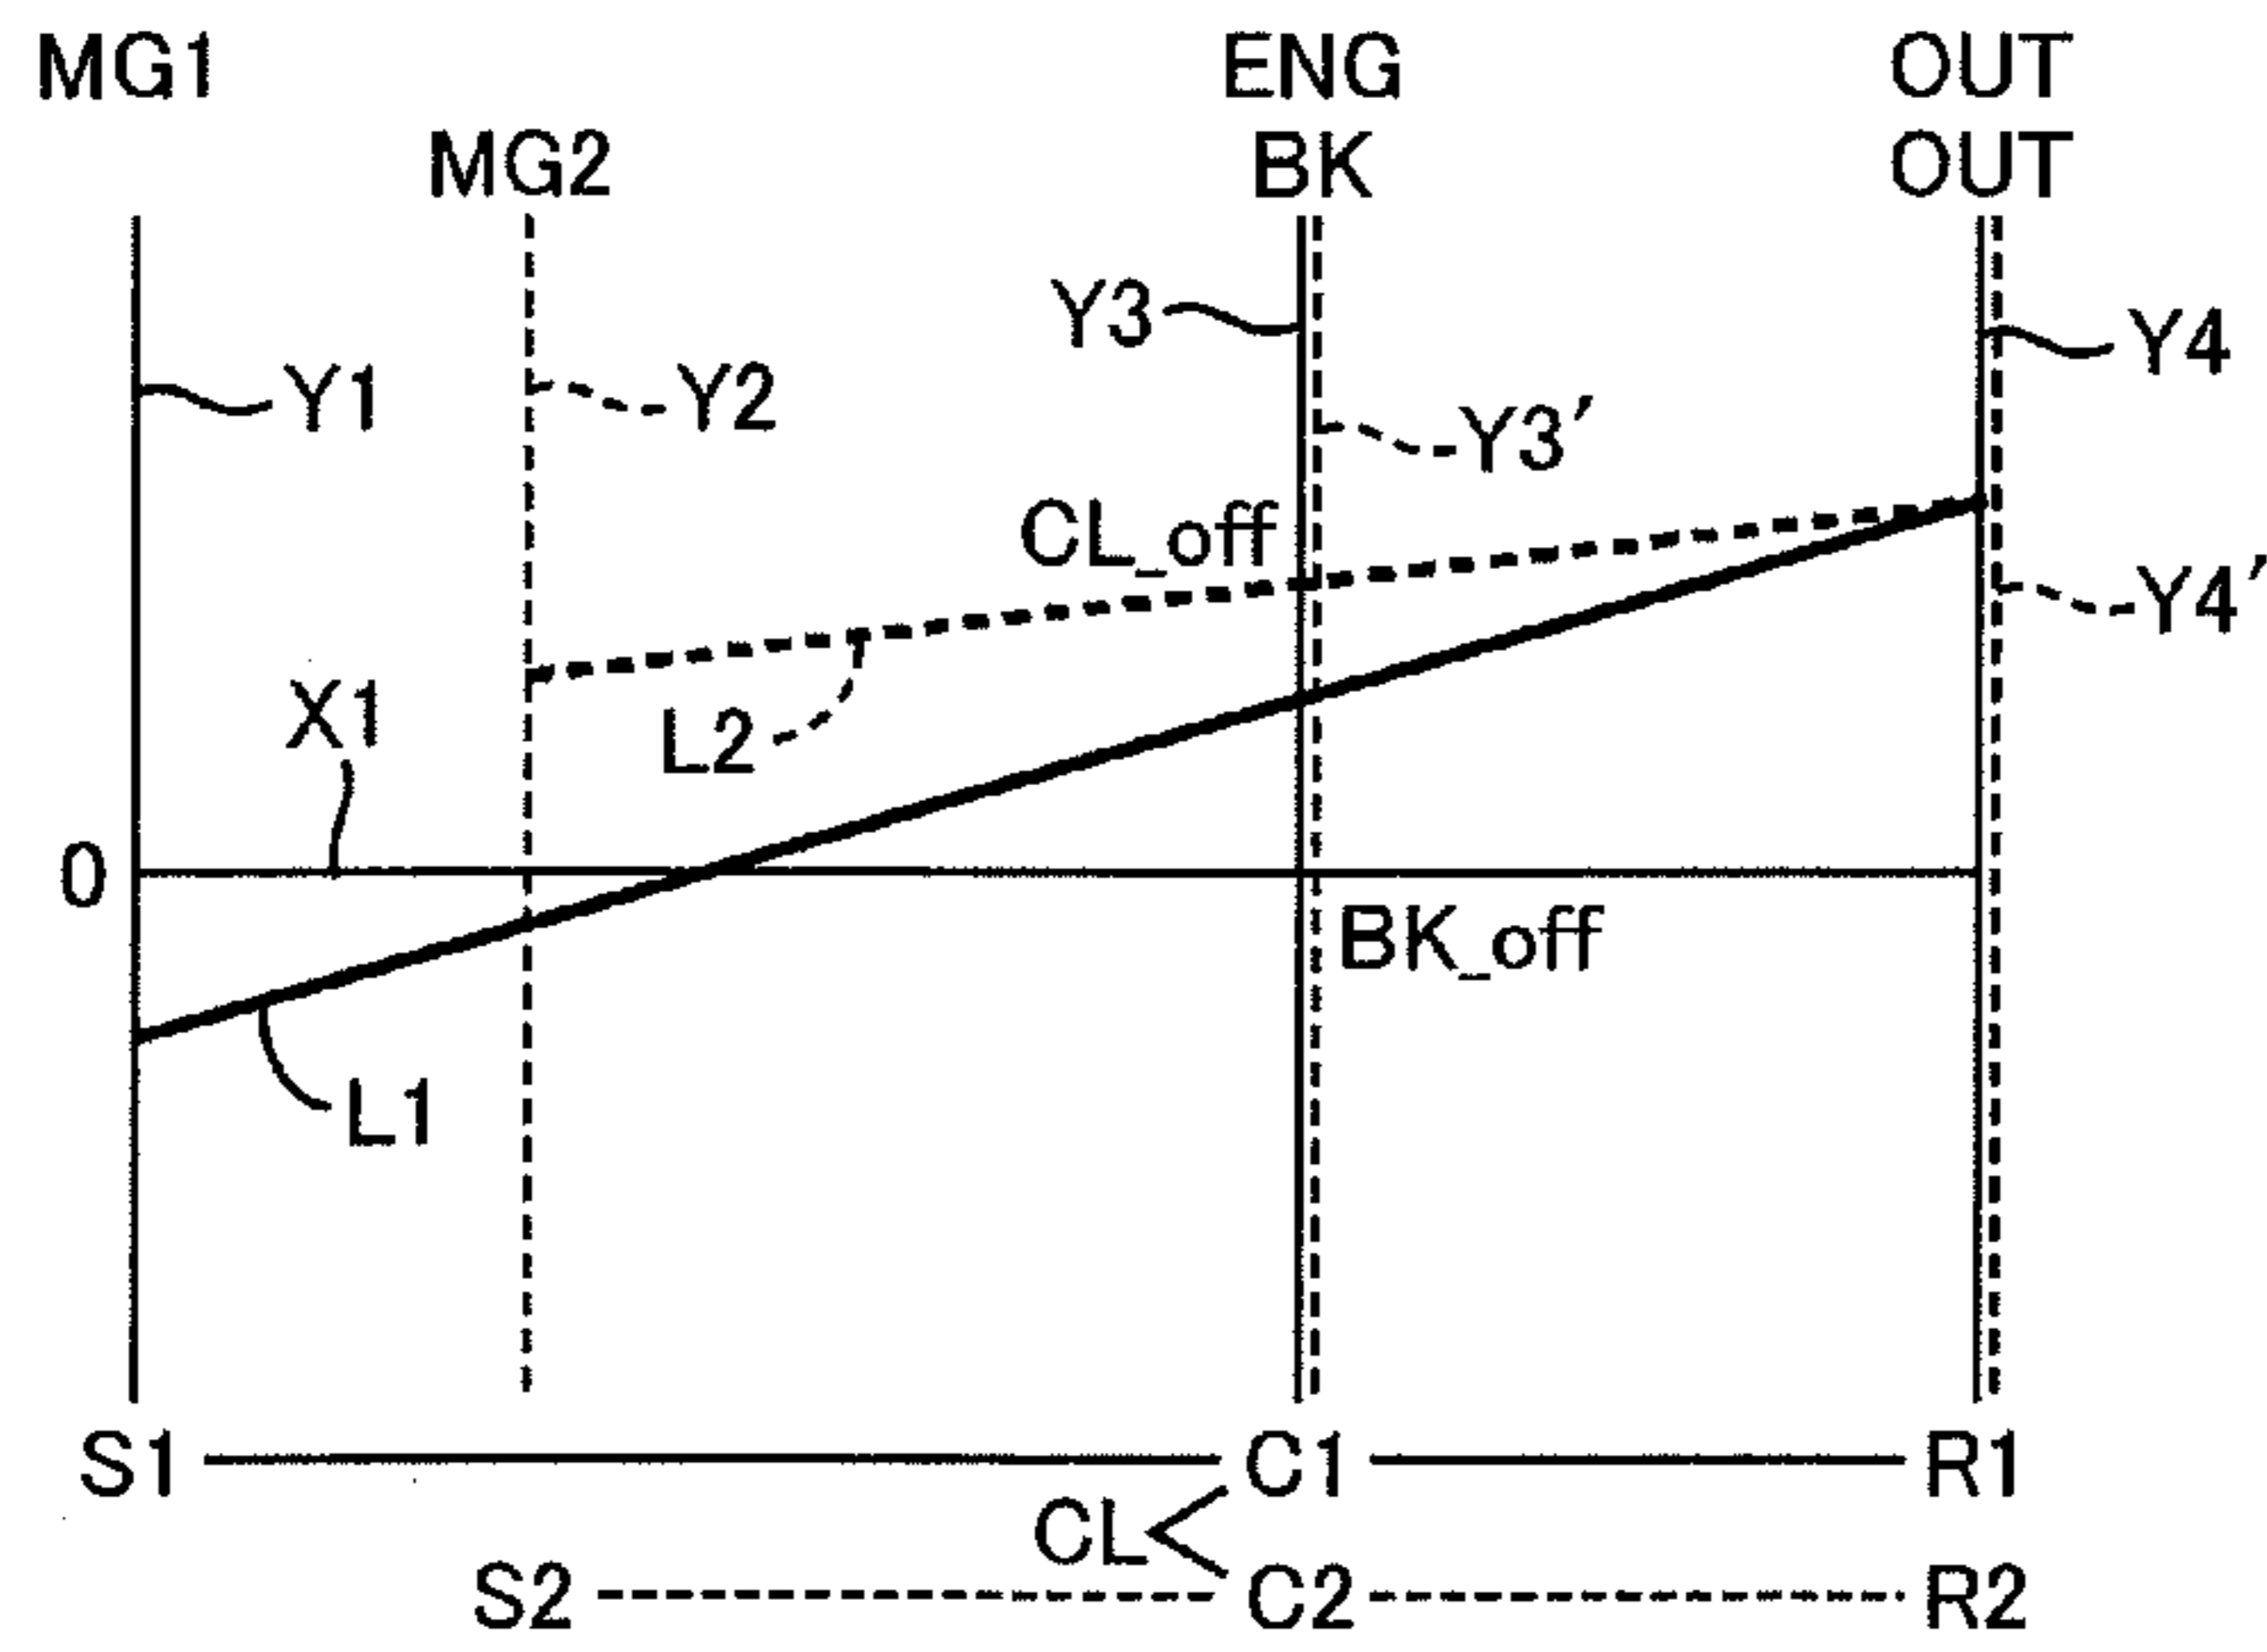 MG1 ENG OUT
MG2 BK OUT
Y3
Y4
Y1 Y2
Y3′
CL_off
Y4′
X1
L2
0
BK_off
L1
S1 C1 R1
CL
S2 C2 R2